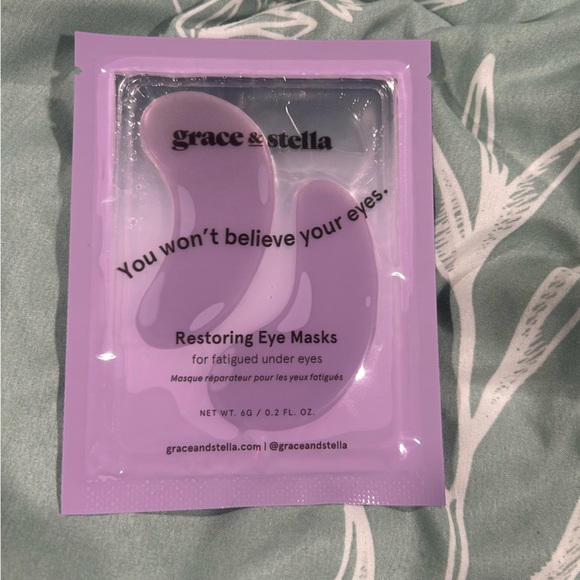 grace & stella
You won't believe your eyes.
Restoring Eye Masks
for fatigued under eyes
Masque réparateur pour les yeux fatigués
NET WT. 6G / 0.2 FL. OZ.
graceandstella.com | @graceandstella